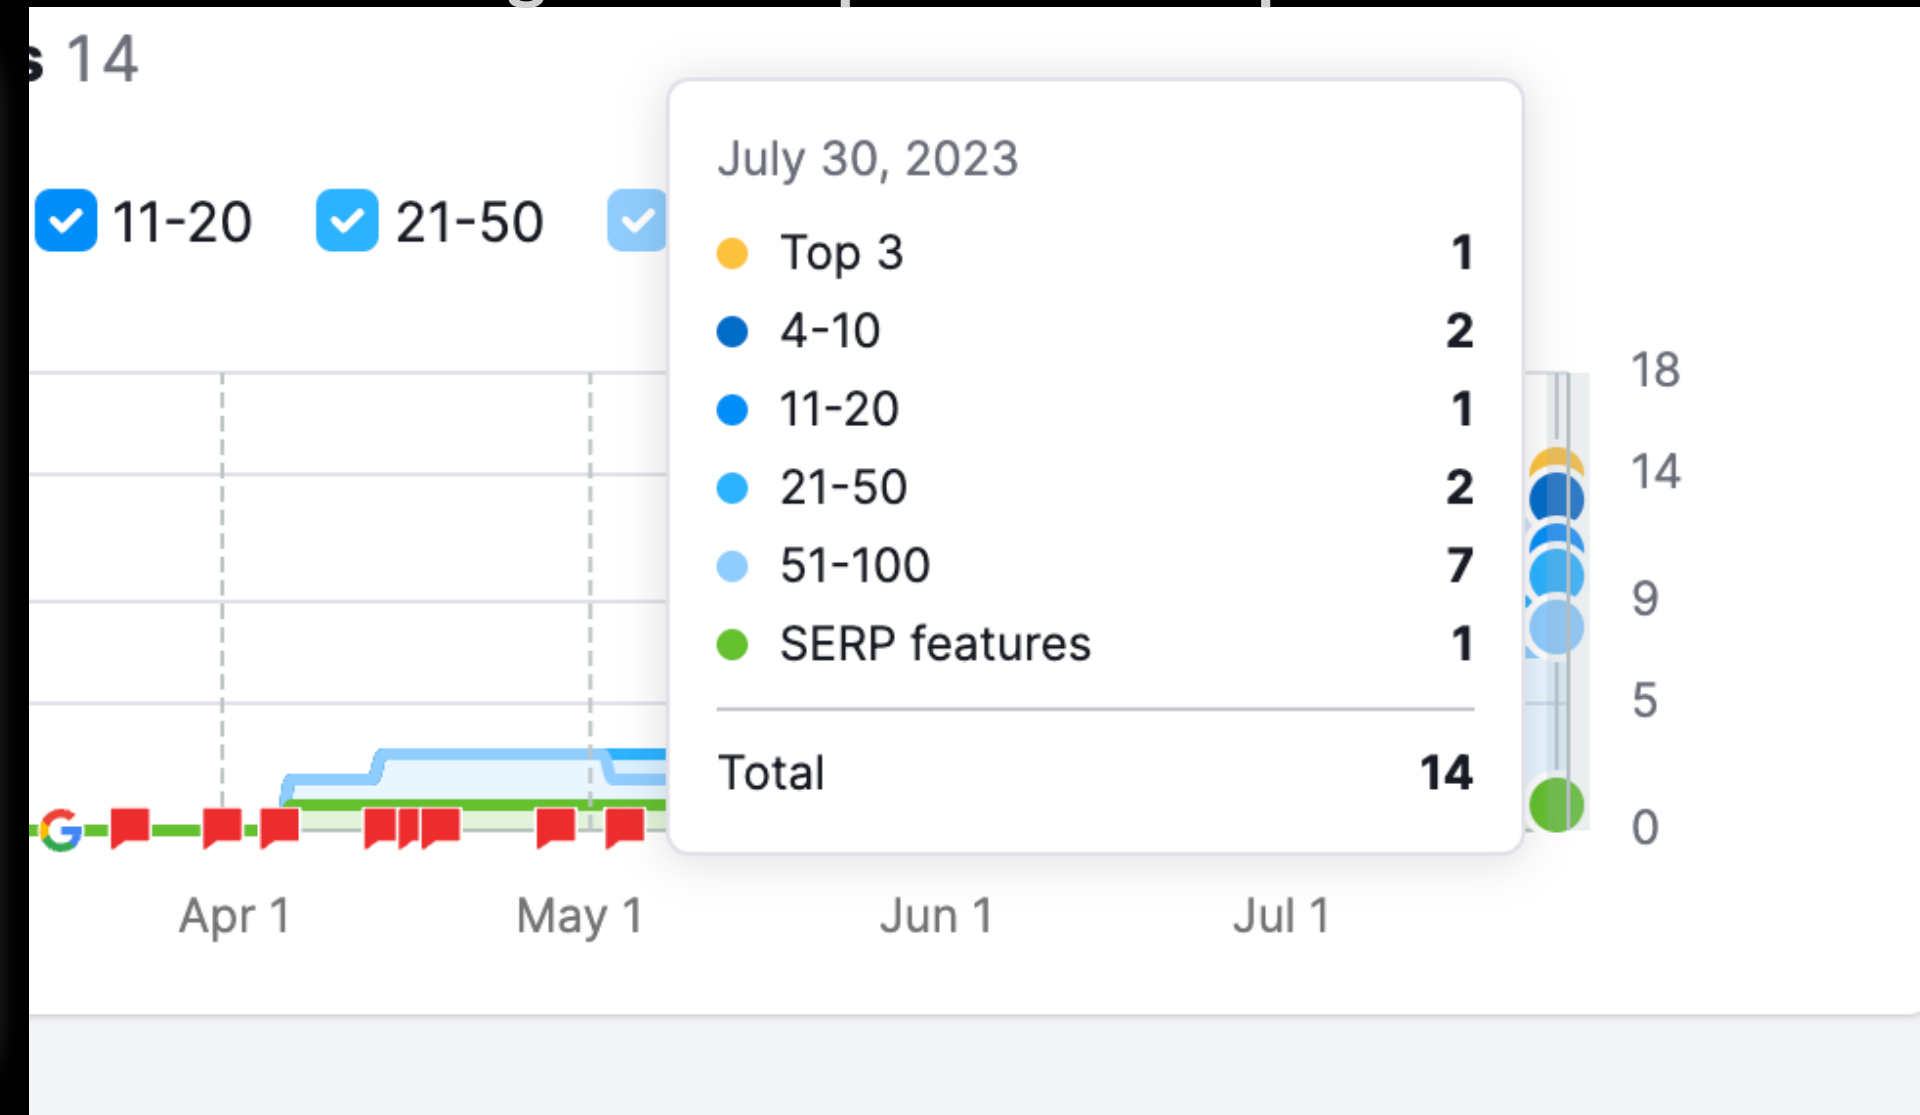 s 14
July 30, 2023
11-20 21-50
Top 3 1
4-10 2
11-20 1
21-50 2
51-100 7
SERP features 1
Total 14
18
14
9
5
0
Apr 1 May 1 Jun 1 Jul 1